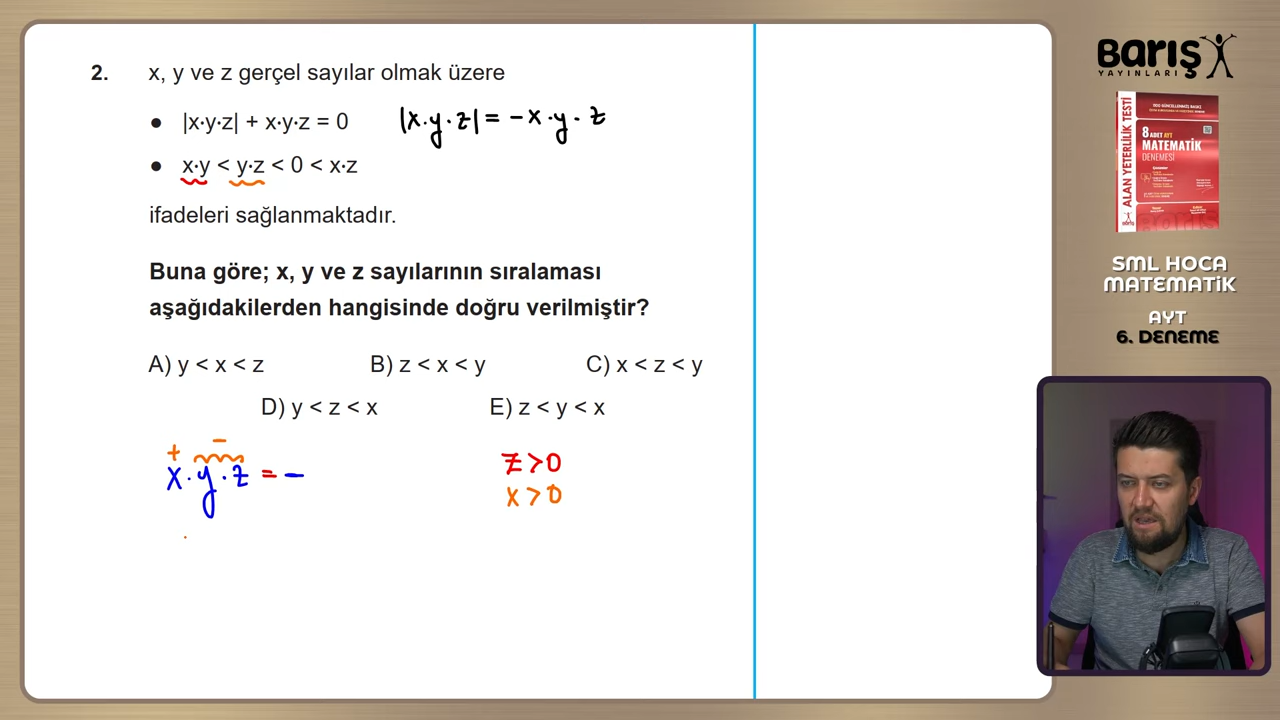 2. x, y ve z gerçel sayılar olmak üzere
• |x·y·z| + x·y·z = 0 |x·y·z| = -x·y·z
• x·y < y·z < 0 < x·z
ifadeleri sağlanmaktadır.
Buna göre; x, y ve z sayılarının sıralaması
aşağıdakilerden hangisinde doğru verilmiştir?
A) y < x < z B) z < x < y C) x < z < y
D) y < z < x E) z < y < x
+ -
x·y·z = -
z > 0
x > 0
BARIŞ
YAYINLARI
ALAN YETERLİLİK TESTİ
8 ADET AYT
MATEMATİK
DENEMESİ
BARIŞ
SML HOCA
MATEMATİK
AYT
6. DENEME